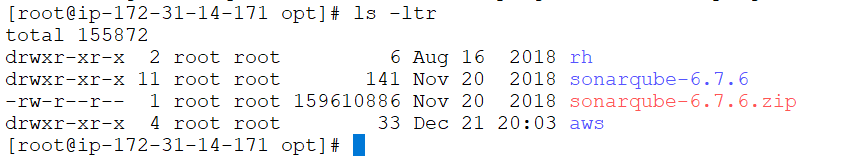 [root@ip-172-31-14-171 opt]# ls -ltr
total 155872
drwxr-xr-x  2 root root         6 Aug 16  2018 rh
drwxr-xr-x 11 root root       141 Nov 20  2018 sonarqube-6.7.6
-rw-r--r--  1 root root 159610886 Nov 20  2018 sonarqube-6.7.6.zip
drwxr-xr-x  4 root root        33 Dec 21 20:03 aws
[root@ip-172-31-14-171 opt]#